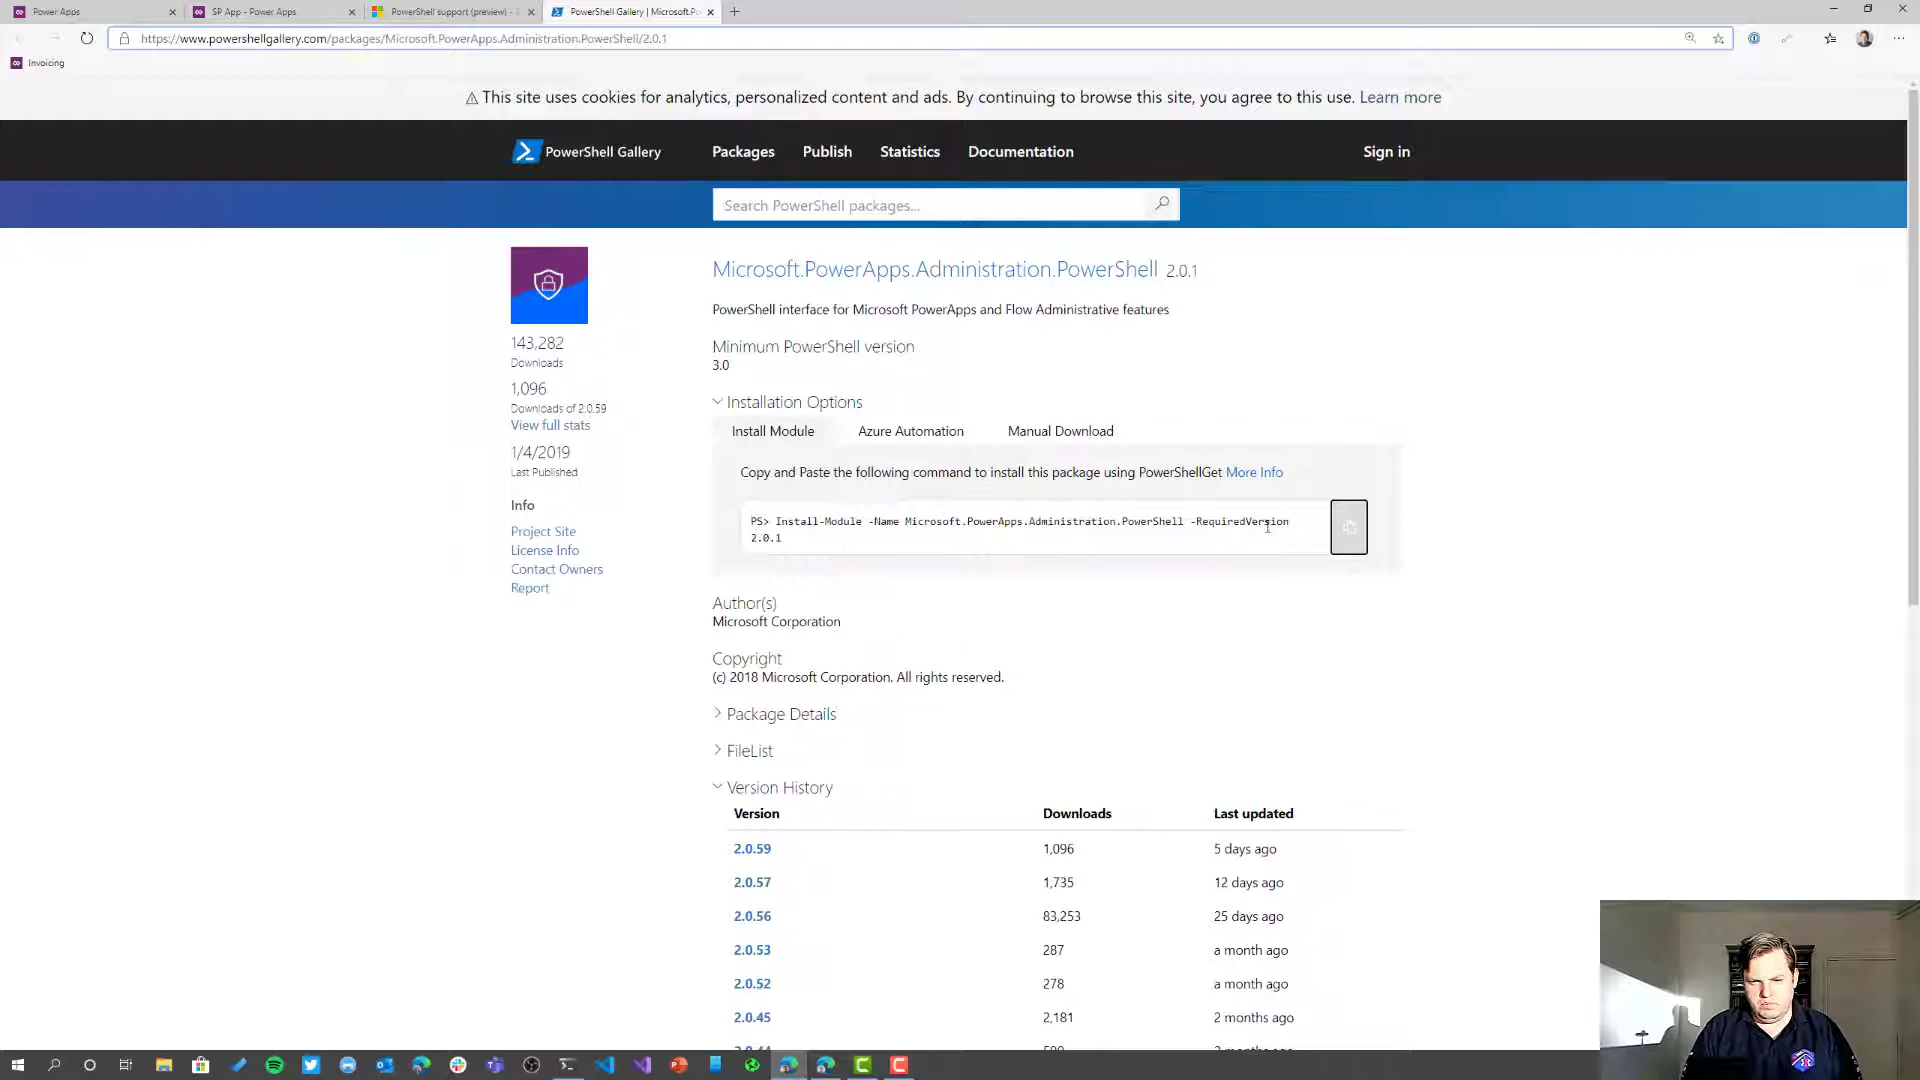 Power Apps
SP App - Power Apps
PowerShell support (preview) -
PowerShell Gallery | Microsoft.P
https://www.powershellgallery.com/packages/Microsoft.PowerApps.Administration.PowerShell/2.0.1
Invoicing
This site uses cookies for analytics, personalized content and ads. By continuing to browse this site, you agree to this use. Learn more
PowerShell Gallery
Packages
Publish
Statistics
Documentation
Sign in
Search PowerShell packages...
143,282
Downloads
1,096
Downloads of 2.0.59
View full stats
1/4/2019
Last Published
Info
Project Site
License Info
Contact Owners
Report
Microsoft.PowerApps.Administration.PowerShell 2.0.1
PowerShell interface for Microsoft PowerApps and Flow Administrative features
Minimum PowerShell version
3.0
Installation Options
Install Module
Azure Automation
Manual Download
Copy and Paste the following command to install this package using PowerShellGet More Info
PS> Install-Module -Name Microsoft.PowerApps.Administration.PowerShell -RequiredVersion
2.0.1
Author(s)
Microsoft Corporation
Copyright
(c) 2018 Microsoft Corporation. All rights reserved.
Package Details
FileList
Version History
Version Downloads Last updated
2.0.59 1,096 5 days ago
2.0.57 1,735 12 days ago
2.0.56 83,253 25 days ago
2.0.53 287 a month ago
2.0.52 278 a month ago
2.0.45 2,181 2 months ago